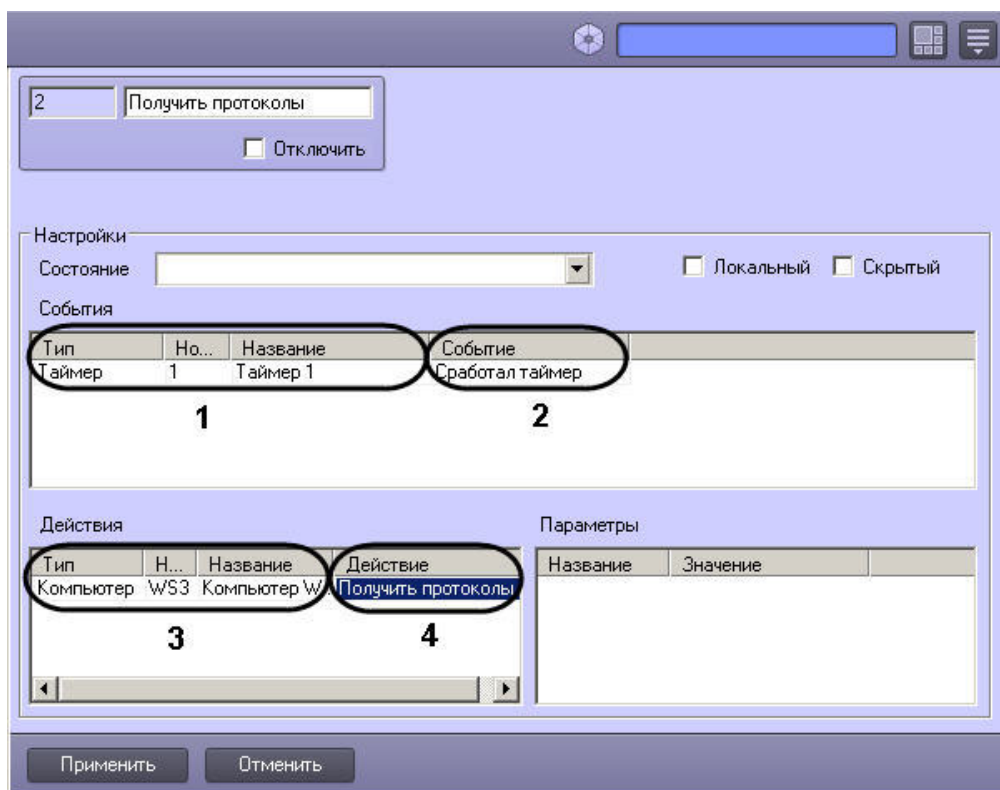 2 Получить протоколы
Отключить
Настройки
Состояние Локальный Скрытый
События
Тип Но... Название Событие
Таймер 1 Таймер 1 Сработал таймер
1 2
Действия Параметры
Тип Н... Название Действие Название Значение
Компьютер WS3 Компьютер W... Получить протоколы
3 4
Применить Отменить